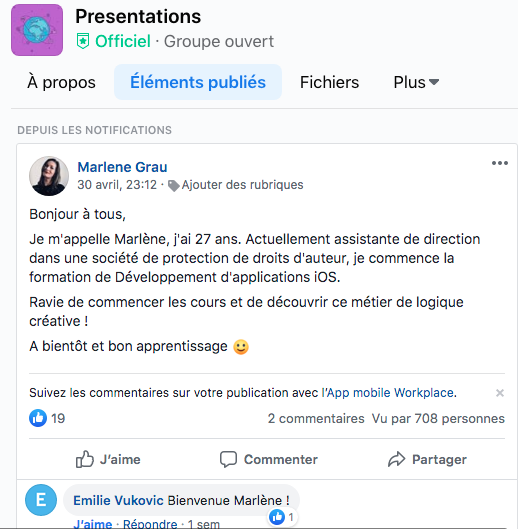 Presentations
Officiel · Groupe ouvert
À propos Éléments publiés Fichiers Plus
DEPUIS LES NOTIFICATIONS
Marlene Grau
30 avril, 23:12 · Ajouter des rubriques
Bonjour à tous,
Je m'appelle Marlène, j'ai 27 ans. Actuellement assistante de direction
dans une société de protection de droits d'auteur, je commence la
formation de Développement d'applications iOS.
Ravie de commencer les cours et de découvrir ce métier de logique
créative !
A bientôt et bon apprentissage
Suivez les commentaires sur votre publication avec l'App mobile Workplace.
19 2 commentaires Vu par 708 personnes
J'aime Commenter Partager
E
Emilie Vukovic Bienvenue Marlène !
J'aime · Répondre · 1 sem
1